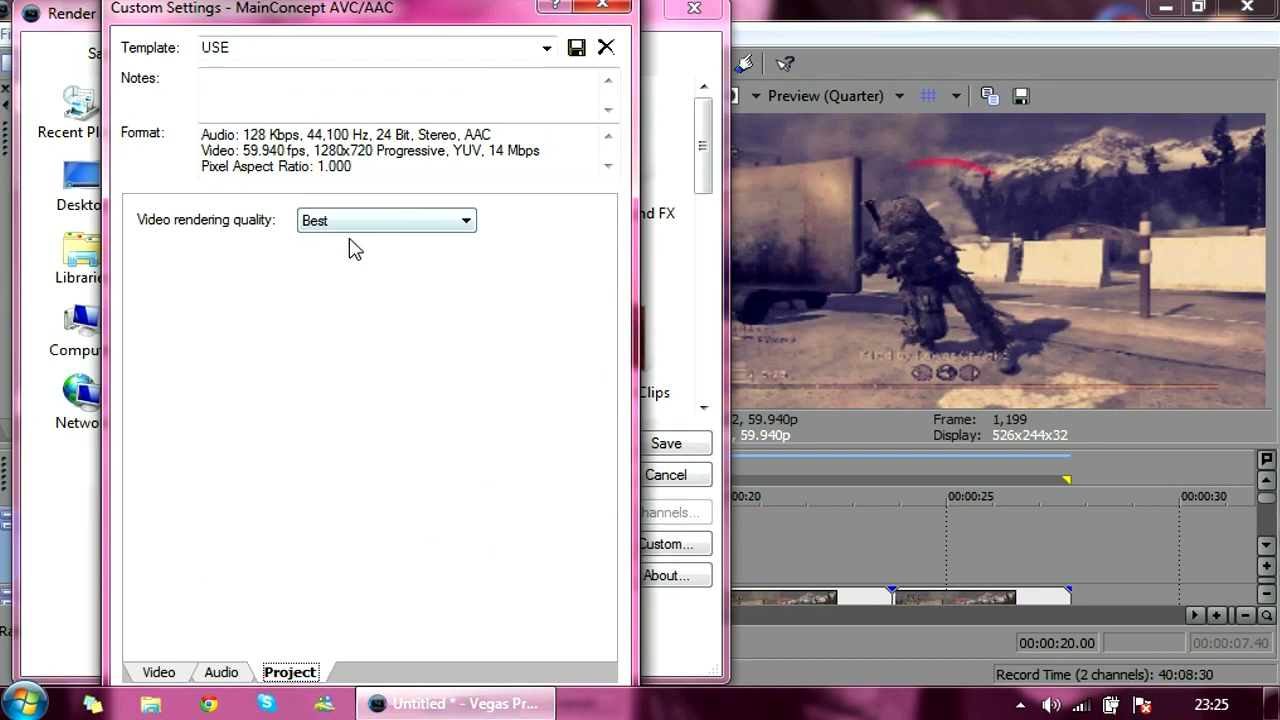 Render
Custom Settings - MainConcept AVC/AAC
Template:
USE
Notes:
Format:
Audio: 128 Kbps, 44,100 Hz, 24 Bit, Stereo, AAC
Video: 59.940 fps, 1280x720 Progressive, YUV, 14 Mbps
Pixel Aspect Ratio: 1.000
Video rendering quality:
Best
Video
Audio
Project
Sa
Recent Pl
Deskto
Librarie
Compu
Netwo
nd FX
Clips
Save
Cancel
hannels...
Custom...
About...
Preview (Quarter)
2, 59.940p
, 59.940p
Frame: 1,199
Display: 526x244x32
00:20
00:00:25
00:00:30
00:00:20.00
00:00:07.40
Record Time (2 channels): 40:08:30
Ra
Untitled * - Vegas Pr...
23:25